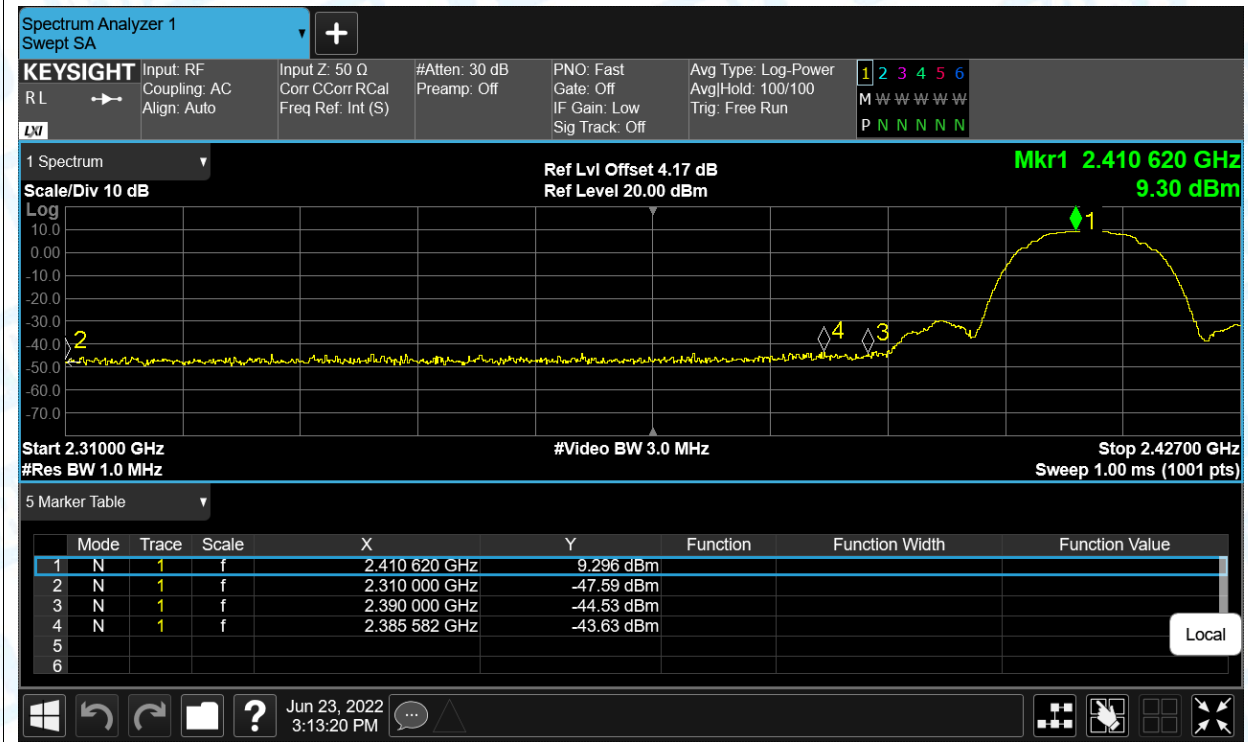 Spectrum Analyzer 1
Swept SA
+
KEYSIGHT Input: RF Input Z: 50 Ω #Atten: 30 dB PNO: Fast Avg Type: Log-Power 1 2 3 4 5 6
R L Coupling: AC Corr CCorr RCal Preamp: Off Gate: Off Avg|Hold: 100/100 M W W W W W W
Align: Auto Freq Ref: Int (S) IF Gain: Low Trig: Free Run P N N N N N N
LXI Sig Track: Off
1 Spectrum
Ref Lvl Offset 4.17 dB Mkr1 2.410 620 GHz
Scale/Div 10 dB Ref Level 20.00 dBm 9.30 dBm
Log
10.0
0.00
-10.0
-20.0
-30.0
-40.0
-50.0
-60.0
-70.0
2 4 3 1
Start 2.31000 GHz #Video BW 3.0 MHz Stop 2.42700 GHz
#Res BW 1.0 MHz Sweep 1.00 ms (1001 pts)
5 Marker Table
Mode Trace Scale X Y Function Function Width Function Value
1 N 1 f 2.410 620 GHz 9.296 dBm
2 N 1 f 2.310 000 GHz -47.59 dBm
3 N 1 f 2.390 000 GHz -44.53 dBm
4 N 1 f 2.385 582 GHz -43.63 dBm
5
6
Local
? Jun 23, 2022
3:13:20 PM